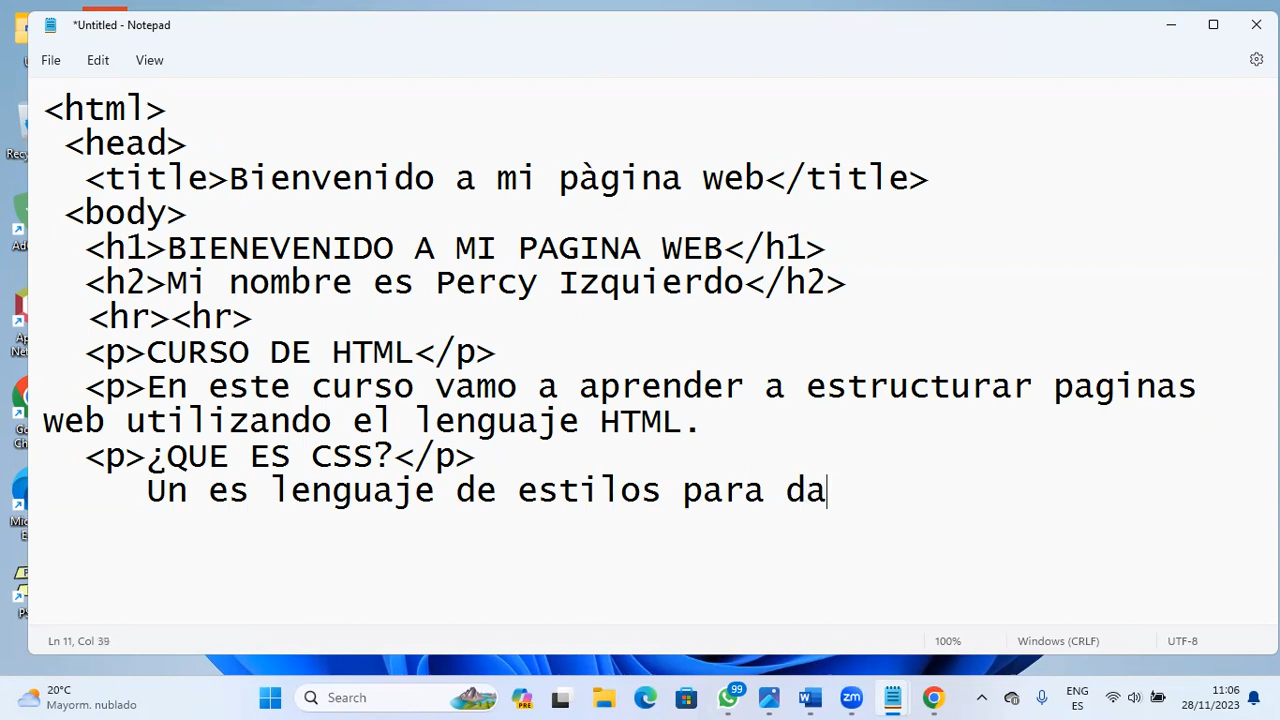 *Untitled - Notepad
File Edit View
<html>
<head>
<title>Bienvenido a mi pàgina web</title>
<body>
<h1>BIENEVENIDO A MI PAGINA WEB</h1>
<h2>Mi nombre es Percy Izquierdo</h2>
<hr><hr>
<p>CURSO DE HTML</p>
<p>En este curso vamo a aprender a estructurar paginas
web utilizando el lenguaje HTML.
<p>¿QUE ES CSS?</p>
Un es lenguaje de estilos para da
Ln 11, Col 39 100% Windows (CRLF) UTF-8
20°C
Mayorm. nublado
Search
PRE
99
zm
ENG
ES
11:06
28/11/2023